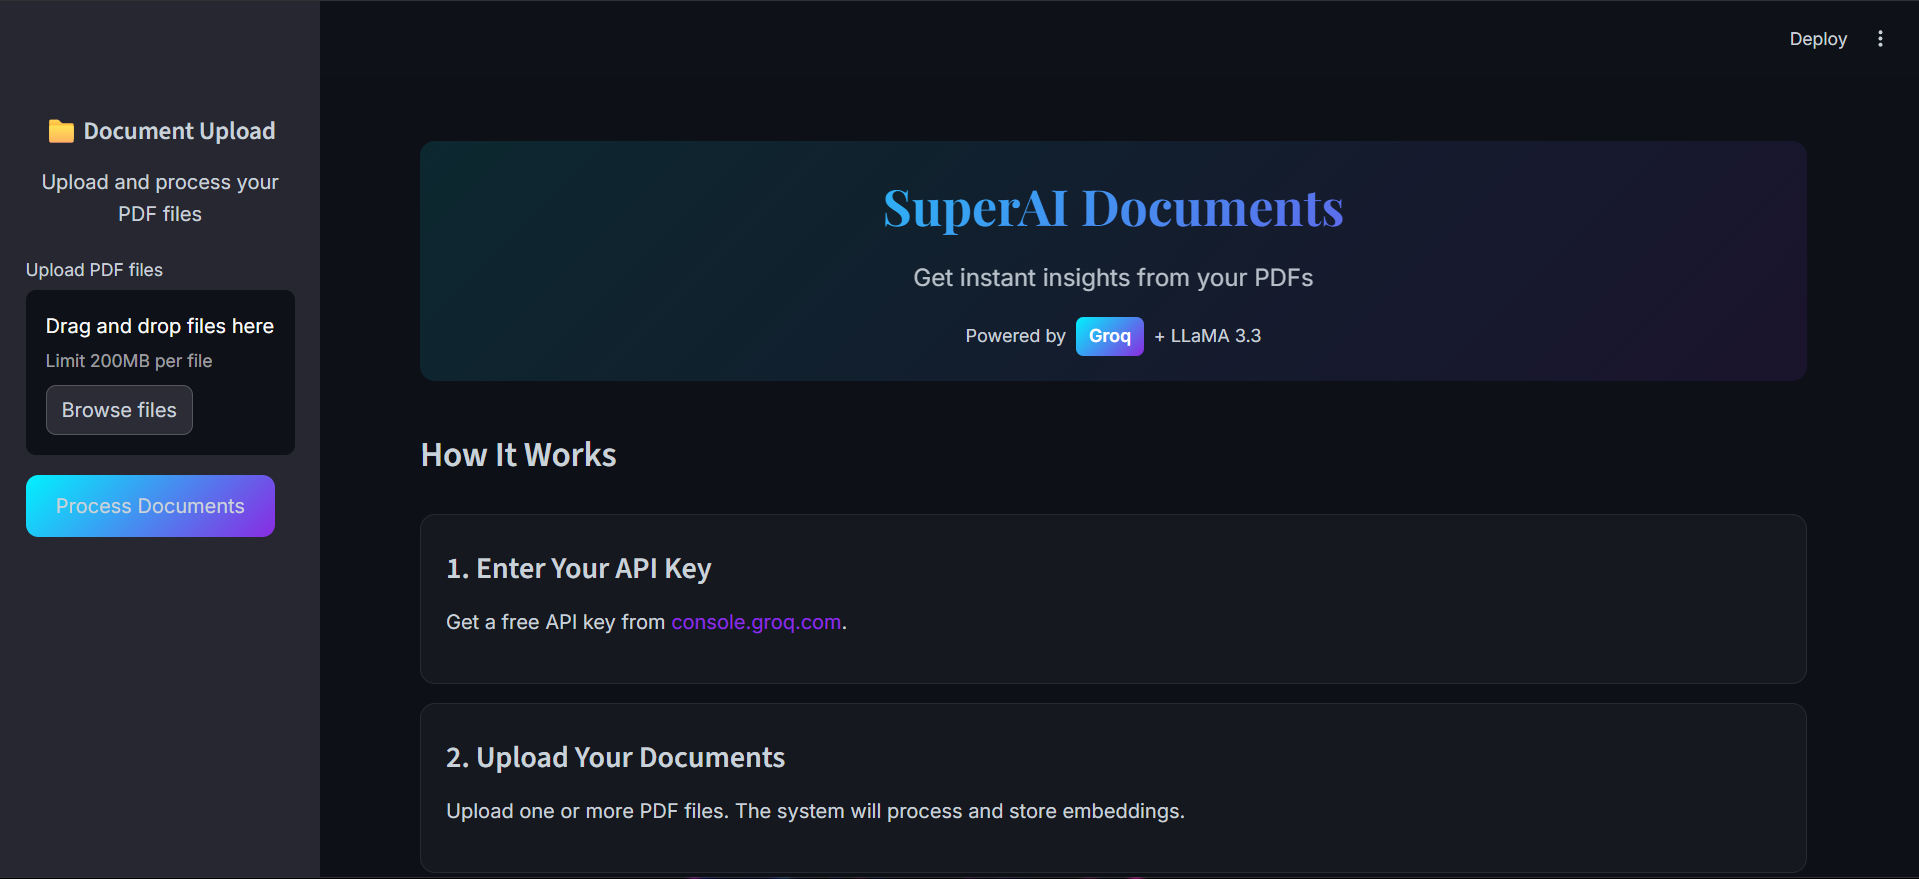 Deploy
Document Upload
Upload and process your
PDF files
Upload PDF files
Drag and drop files here
Limit 200MB per file
Browse files
Process Documents
SuperAI Documents
Get instant insights from your PDFs
Powered by Groq + LLaMA 3.3
How It Works
1. Enter Your API Key
Get a free API key from console.groq.com.
2. Upload Your Documents
Upload one or more PDF files. The system will process and store embeddings.